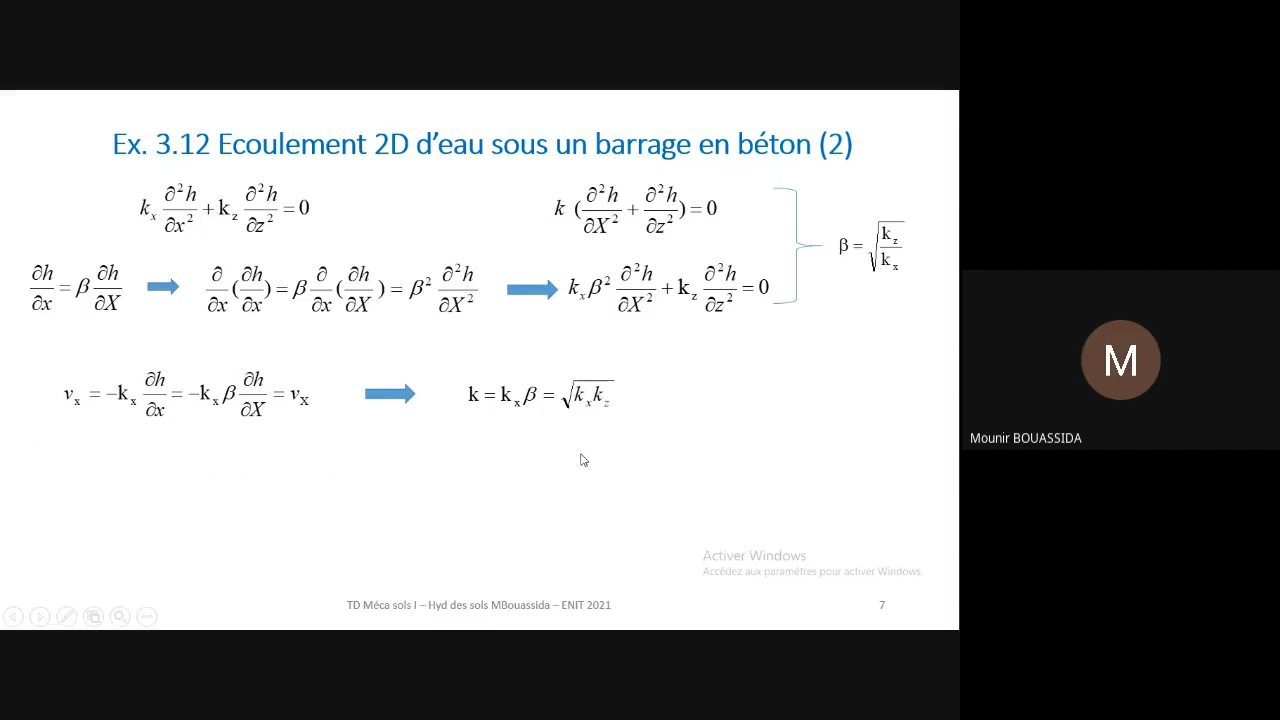 Ex. 3.12 Ecoulement 2D d'eau sous un barrage en béton (2)
k_x ∂²h/∂x² + k_z ∂²h/∂z² = 0
k (∂²h/∂X² + ∂²h/∂z²) = 0
β = √(k_z/k_x)
∂h/∂x = β ∂h/∂X
∂/∂x (∂h/∂x) = β ∂/∂x (∂h/∂X) = β² ∂²h/∂X²
k_x β² ∂²h/∂X² + k_z ∂²h/∂z² = 0
v_x = −k_x ∂h/∂x = −k_x β ∂h/∂X = v_X
k = k_x β = √(k_x k_z)
M
Mounir BOUASSIDA
Activer Windows
Accédez aux paramètres pour activer Windows.
TD Méca sols I – Hyd des sols MBouassida – ENIT 2021
7